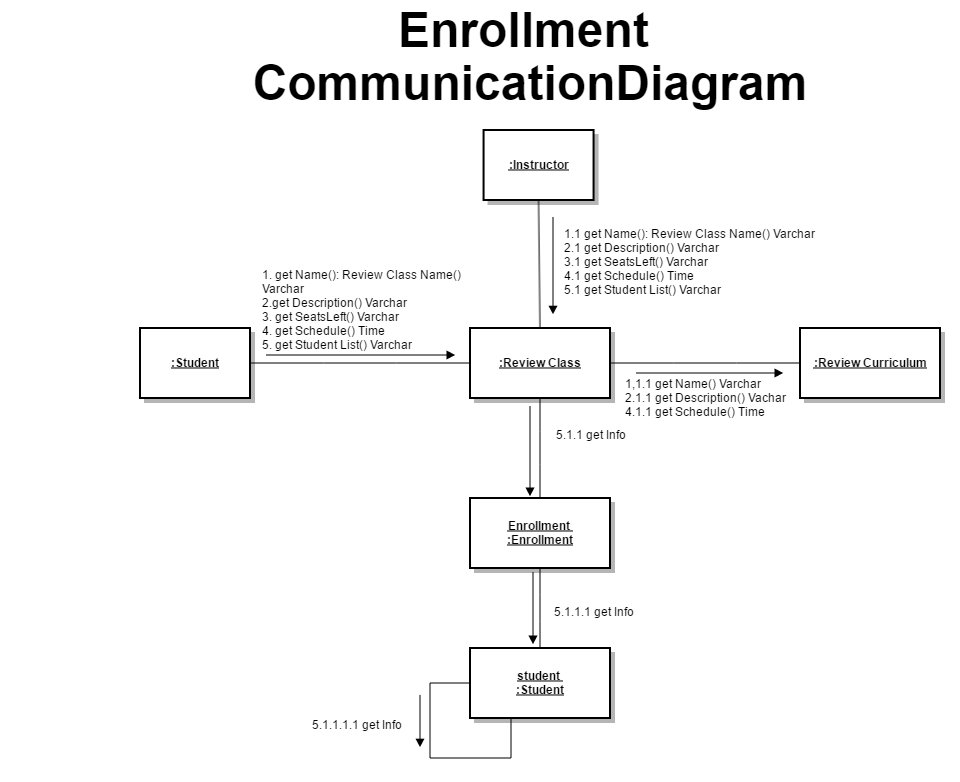 Enrollment
CommunicationDiagram
:Instructor
1.1 get Name(): Review Class Name() Varchar
2.1 get Description() Varchar
3.1 get SeatsLeft() Varchar
4.1 get Schedule() Time
5.1 get Student List() Varchar
1. get Name(): Review Class Name()
Varchar
2.get Description() Varchar
3. get SeatsLeft() Varchar
4. get Schedule() Time
5. get Student List() Varchar
:Student
:Review Class
:Review Curriculum
1,1.1 get Name() Varchar
2.1.1 get Description() Vachar
4.1.1 get Schedule() Time
5.1.1 get Info
Enrollment
:Enrollment
5.1.1.1 get Info
student
:Student
5.1.1.1.1 get Info